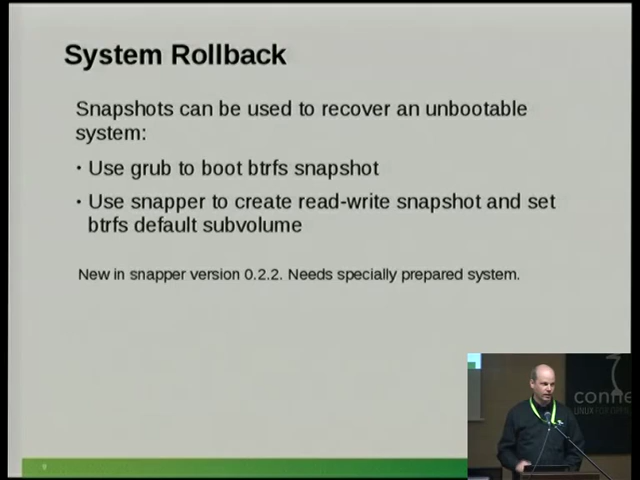 System Rollback
Snapshots can be used to recover an unbootable
system:
• Use grub to boot btrfs snapshot
• Use snapper to create read-write snapshot and set
btrfs default subvolume
New in snapper version 0.2.2. Needs specially prepared system.
conne